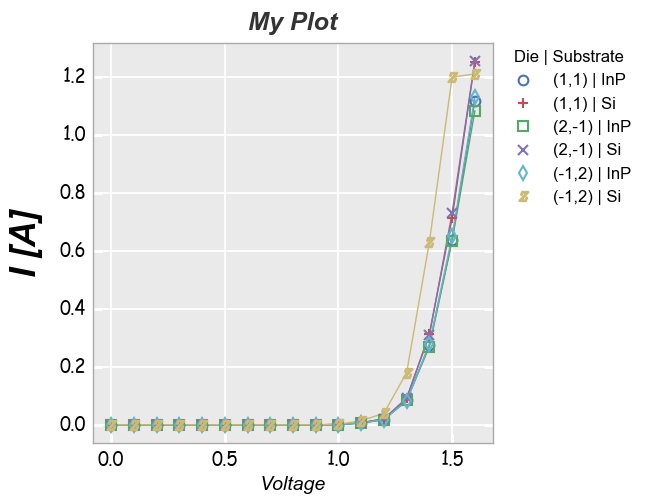 My Plot
I [A]
1.2
1.0
0.8
0.6
0.4
0.2
0.0
0.0 0.5 1.0 1.5
Voltage
Die | Substrate
(1,1) | InP
(1,1) | Si
(2,-1) | InP
(2,-1) | Si
(-1,2) | InP
(-1,2) | Si